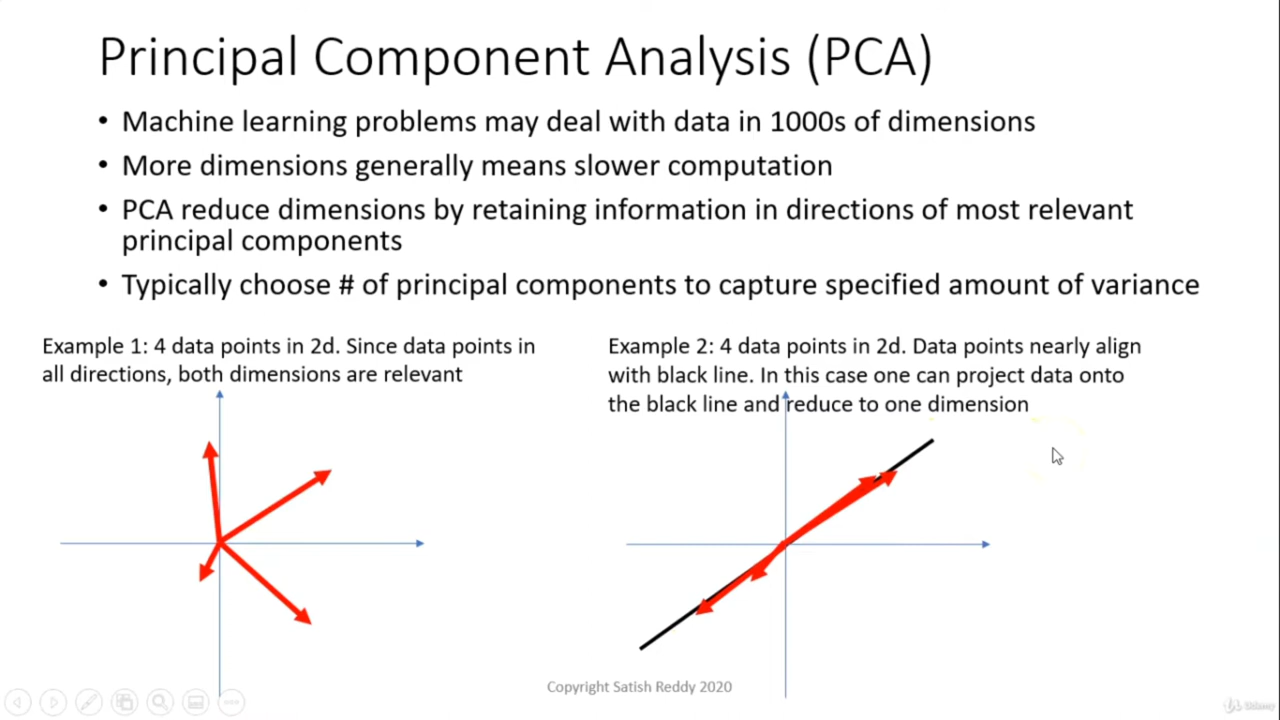 Principal Component Analysis (PCA)
• Machine learning problems may deal with data in 1000s of dimensions
• More dimensions generally means slower computation
• PCA reduce dimensions by retaining information in directions of most relevant
principal components
• Typically choose # of principal components to capture specified amount of variance
Example 1: 4 data points in 2d. Since data points in
all directions, both dimensions are relevant
Example 2: 4 data points in 2d. Data points nearly align
with black line. In this case one can project data onto
the black line and reduce to one dimension
Copyright Satish Reddy 2020
Udemy